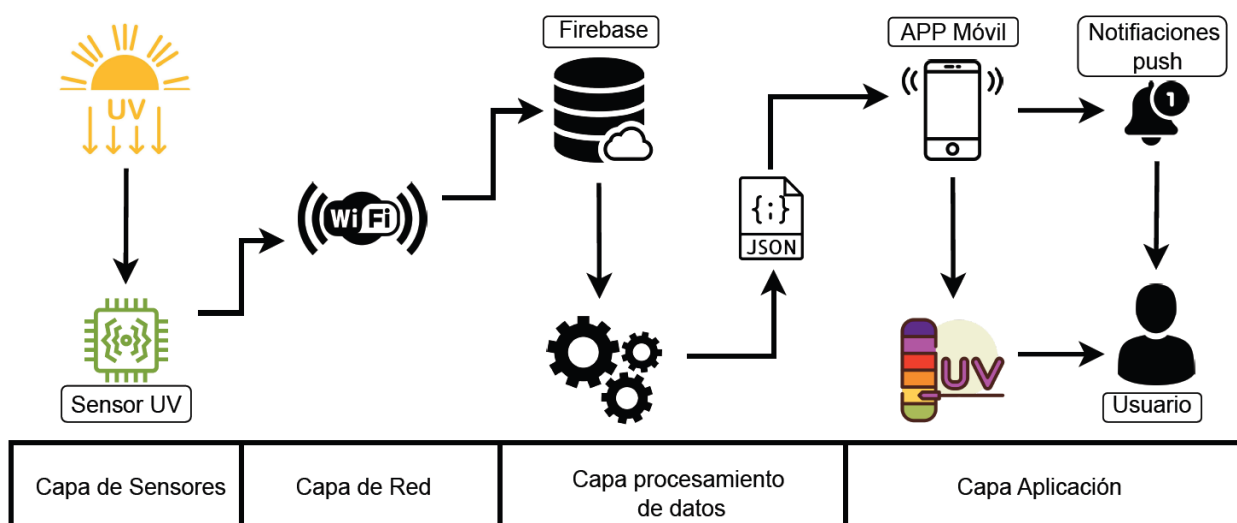 UV
Sensor UV
Wi Fi
Firebase
{;}
JSON
APP Móvil
Notifiaciones
push
1
UV
Usuario
Capa de Sensores
Capa de Red
Capa procesamiento
de datos
Capa Aplicación